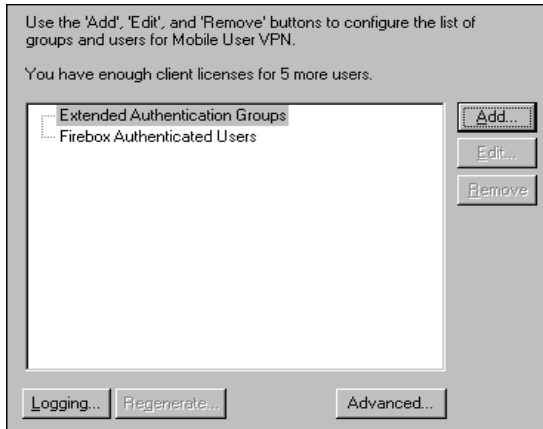 Use the 'Add', 'Edit', and 'Remove' buttons to configure the list of
groups and users for Mobile User VPN.
You have enough client licenses for 5 more users.
Extended Authentication Groups
Firebox Authenticated Users
Add...
Edit...
Remove
Logging...
Regenerate...
Advanced...